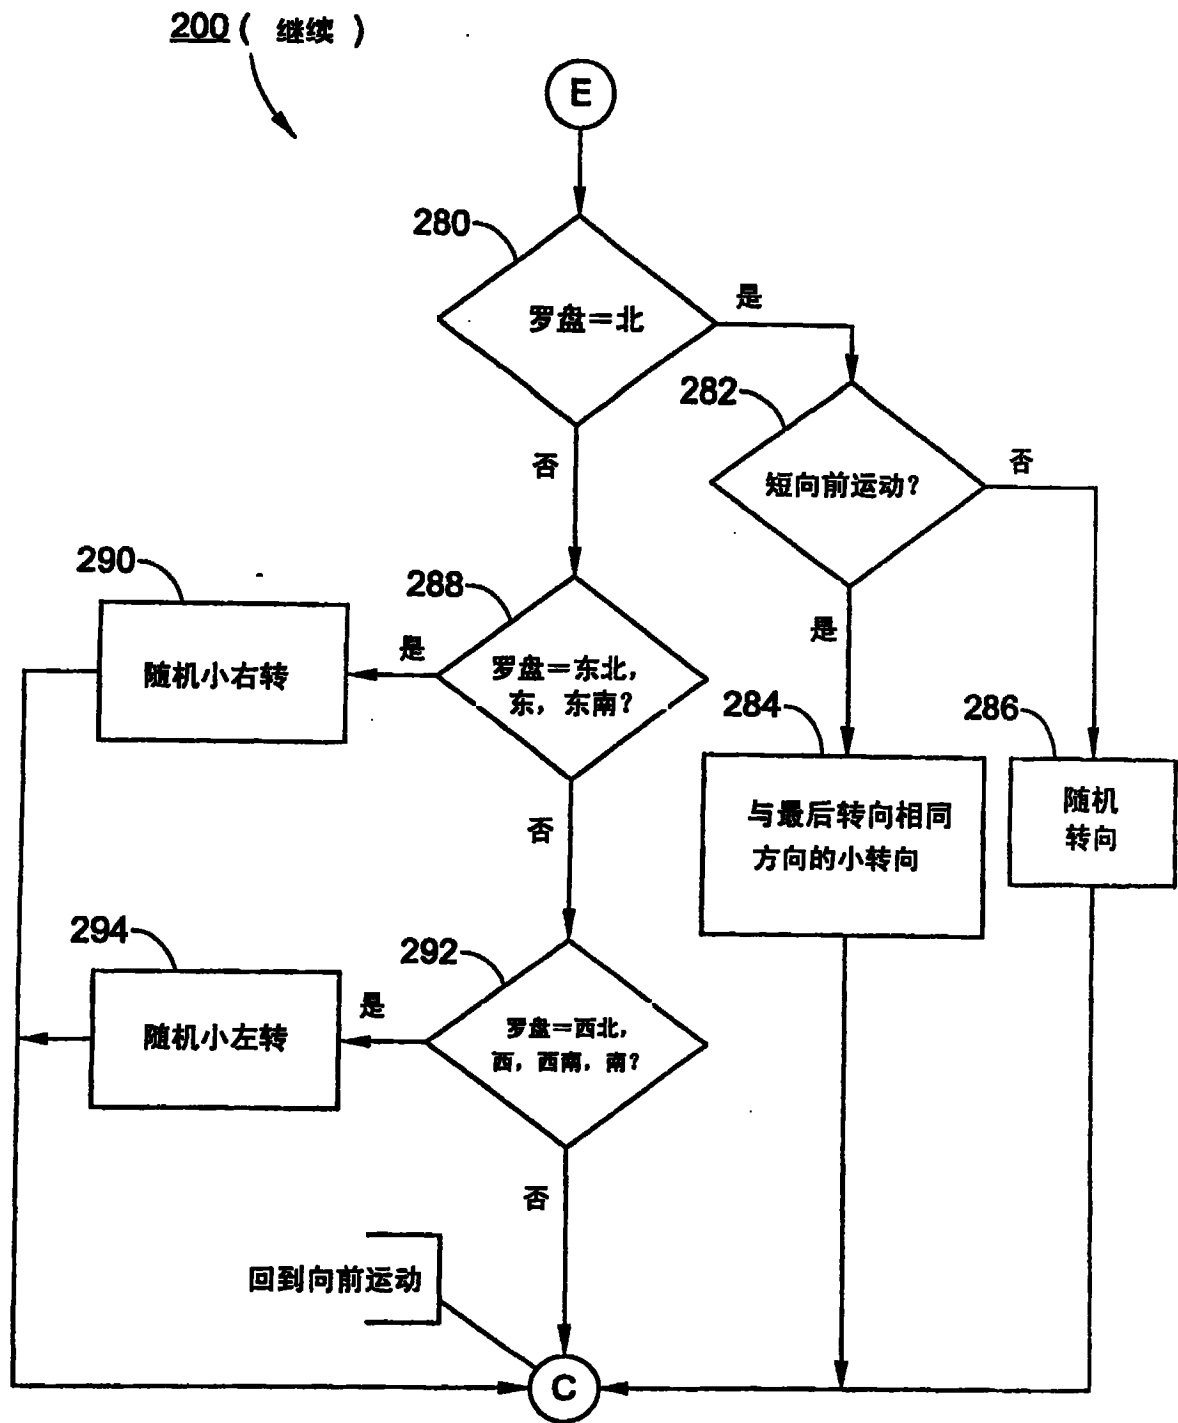 200 ( 继续 )
E
280
罗盘＝北
是
否
282
短向前运动？
否
是
290
随机小右转
288
是
罗盘＝东北，
东，东南？
否
284
与最后转向相同
方向的小转向
286
随机
转向
294
随机小左转
292
是
罗盘＝西北，
西，西南，南？
否
回到向前运动
C